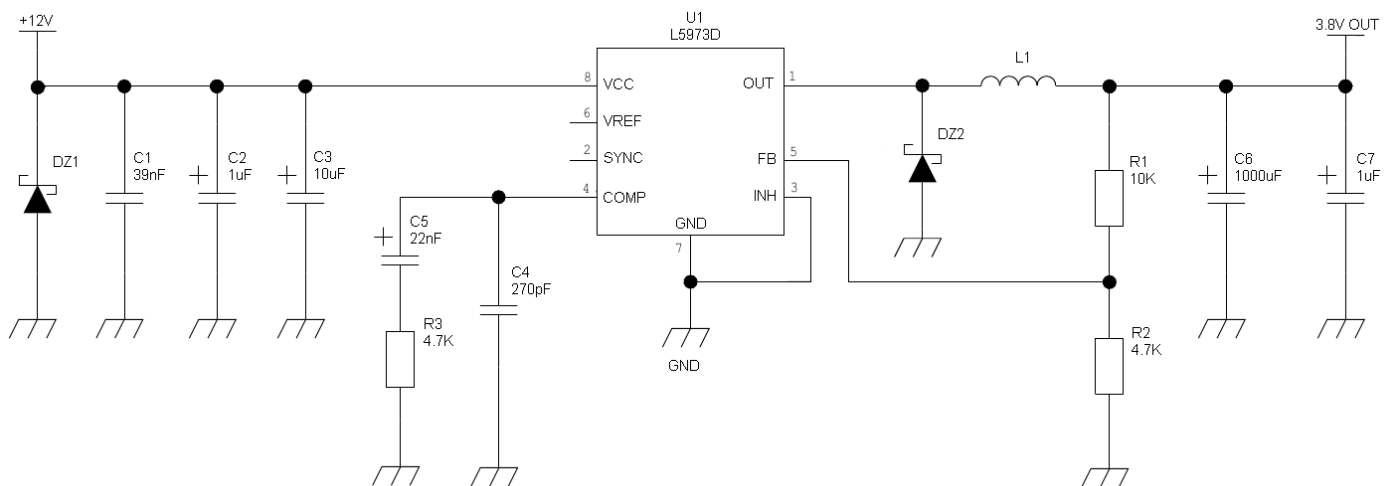 +12V
U1
L5973D
3.8V OUT
L1
8
VCC
OUT
1
6
VREF
DZ1
C1
39nF
C2
1uF
C3
10uF
2
SYNC
FB
5
DZ2
R1
10K
C6
1000uF
C7
1uF
4
COMP
INH
3
C5
22nF
GND
7
C4
270pF
R3
4.7K
R2
4.7K
GND